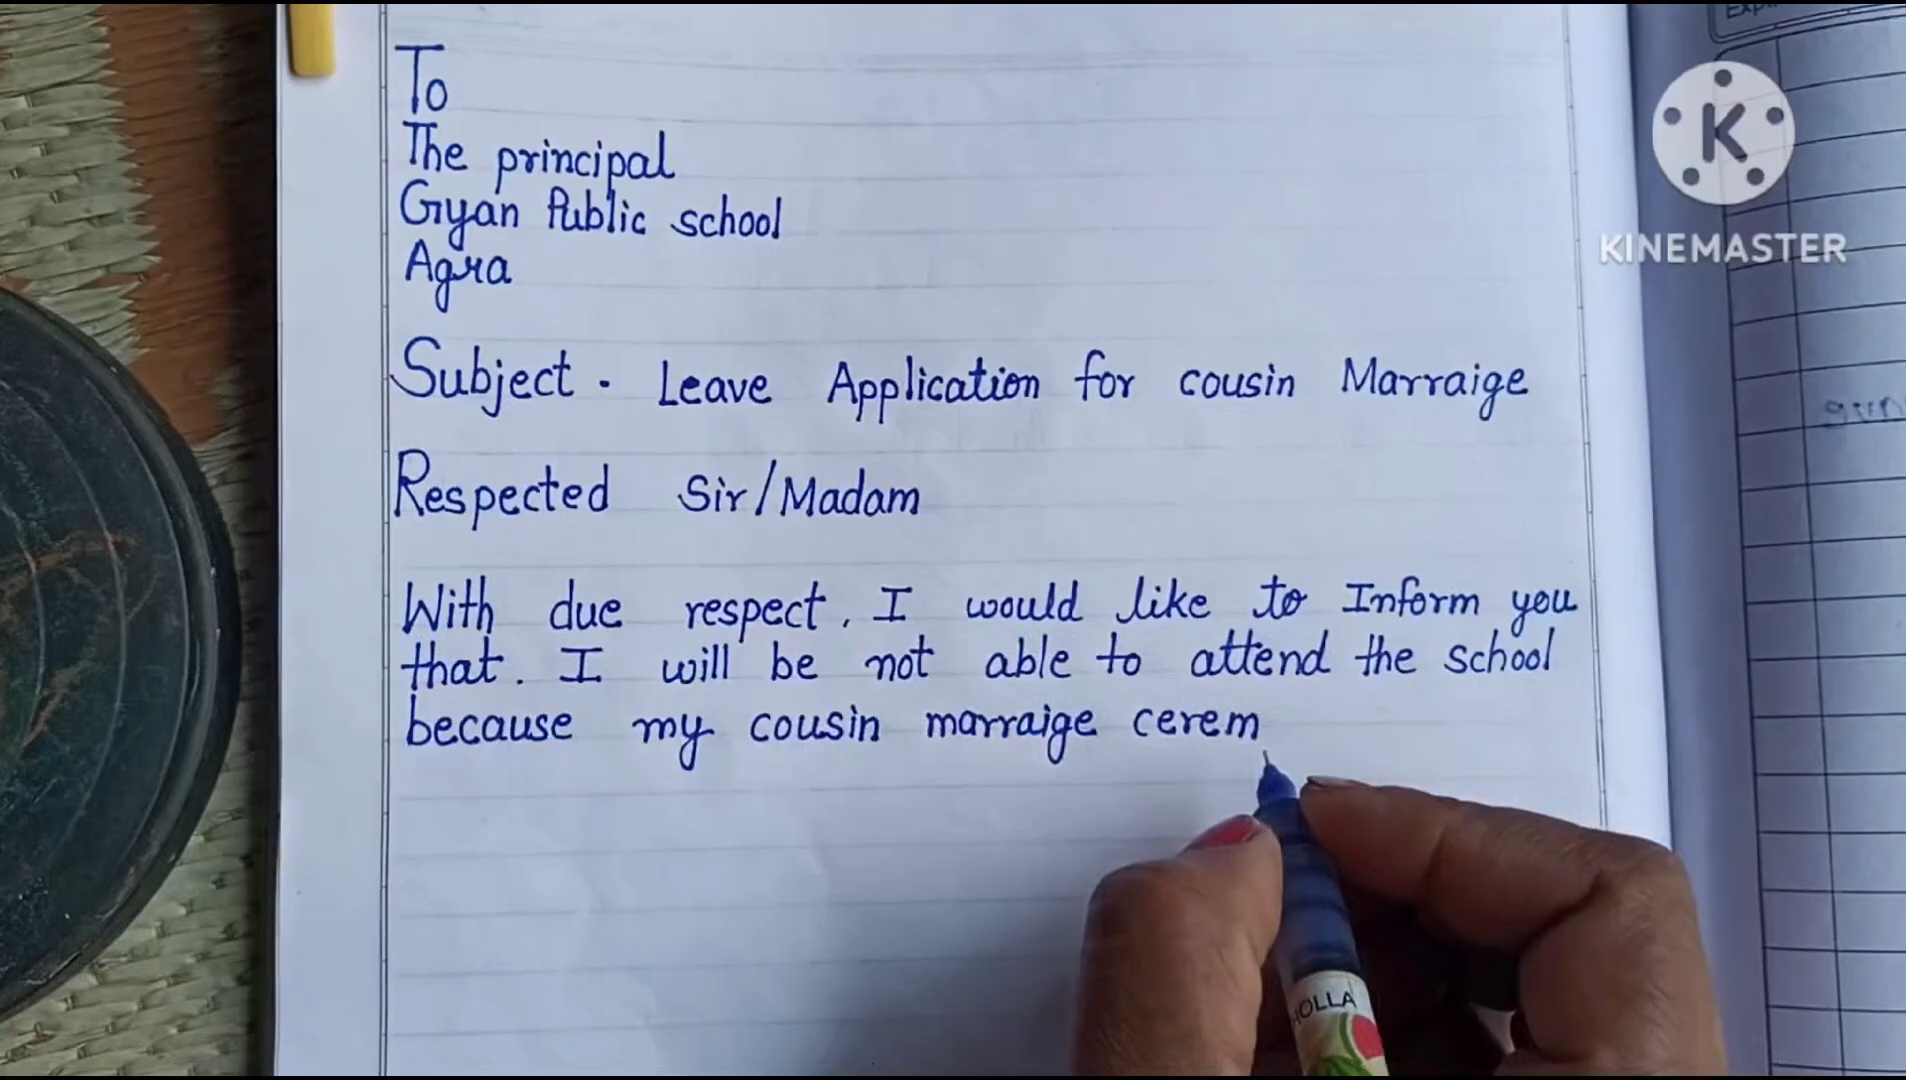 To
The principal
Gyan Public school
Agra
Subject. Leave Application for cousin Marraige
Respected Sir/Madam
With due respect, I would like to Inform you
that. I will be not able to attend the school
because my cousin marraige cerem
K
KINEMASTER
HOLLA